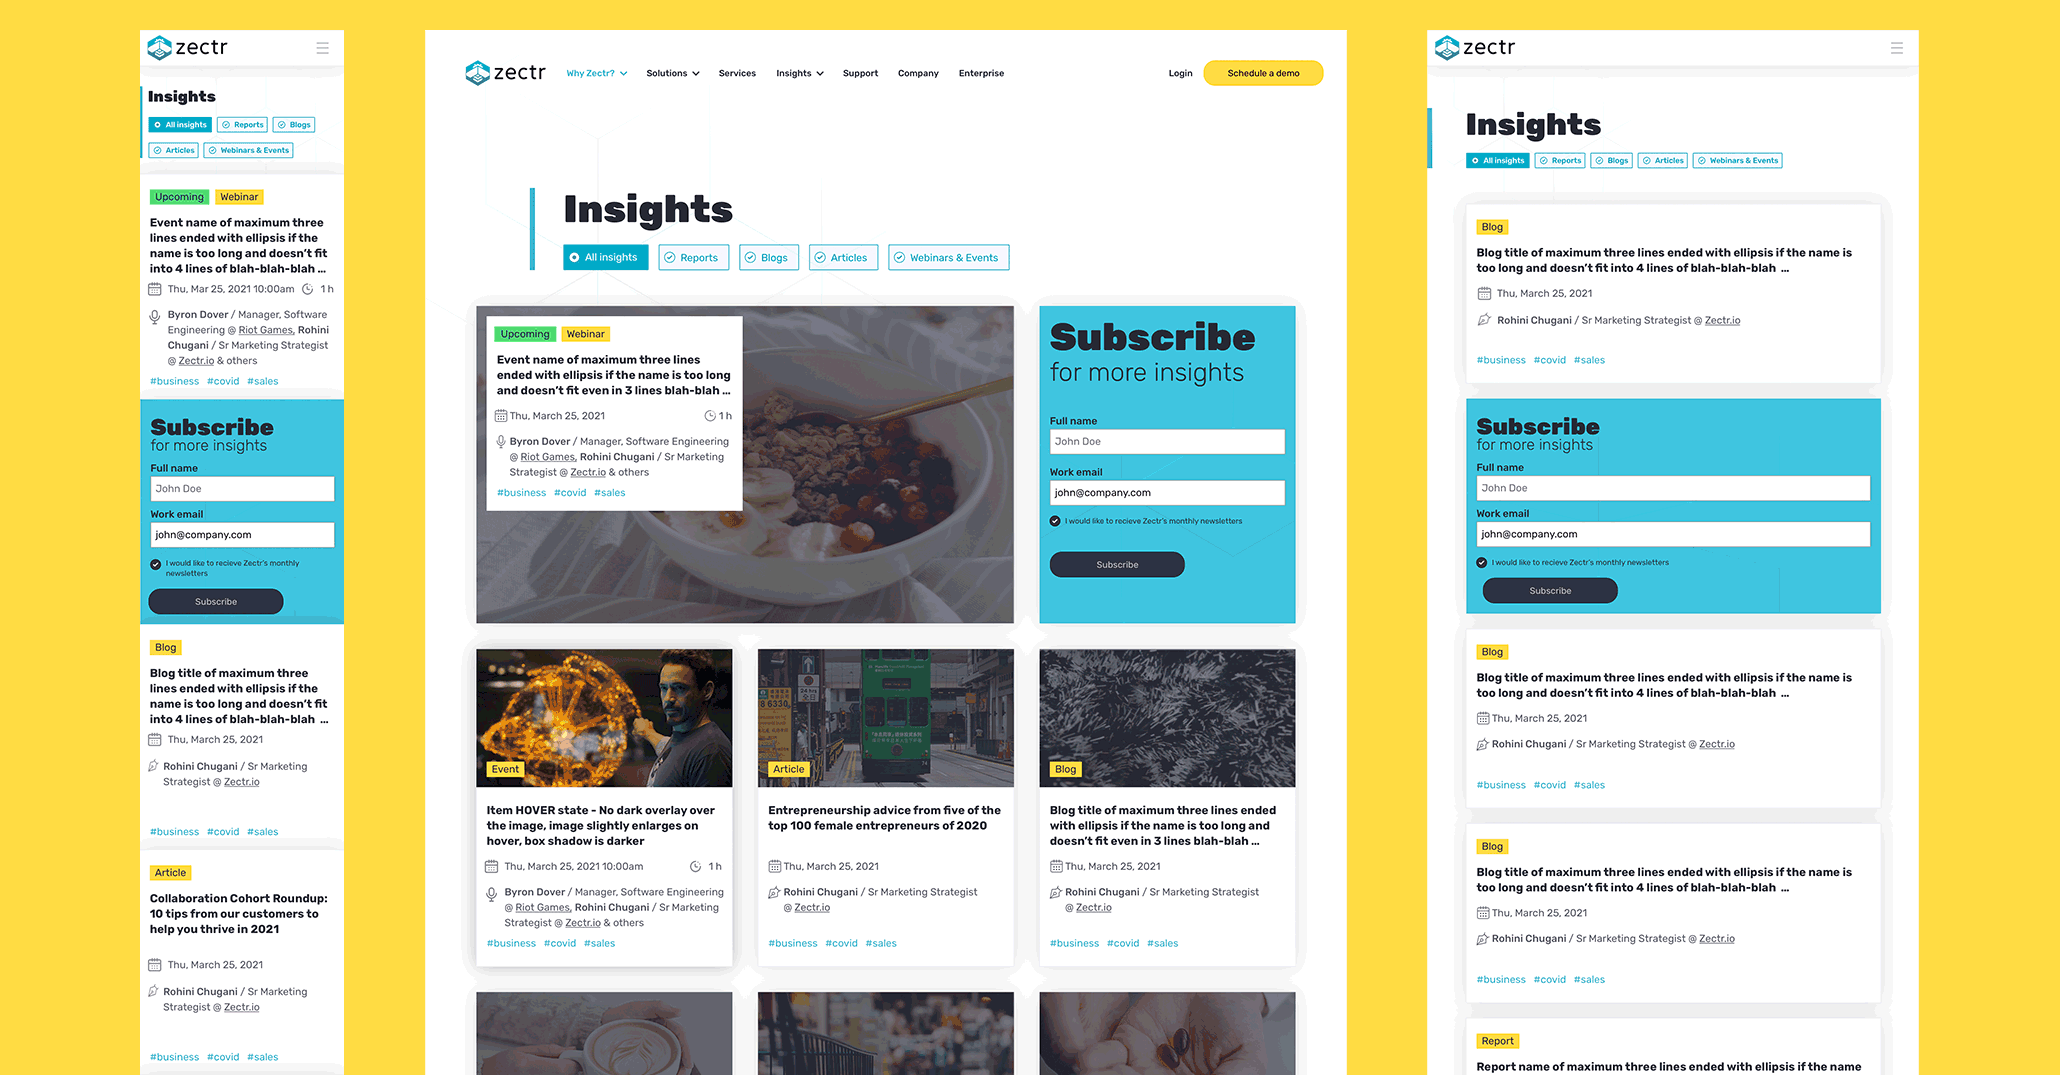 zectr
Insights
All insights
Reports
Blogs
Articles
Webinars & Events
Upcoming
Webinar
Event name of maximum three
lines ended with ellipsis if the
name is too long and doesn't fit
into 4 lines of blah-blah-blah ...
Thu, Mar 25, 2021 10:00am
1 h
Byron Dover / Manager, Software
Engineering @ Riot Games, Rohini
Chugani / Sr Marketing Strategist
@ Zectr.io & others
#business #covid #sales
Subscribe
for more insights
Full name
John Doe
Work email
john@company.com
I would like to recieve Zectr's monthly
newsletters
Subscribe
Blog
Blog title of maximum three
lines ended with ellipsis if the
name is too long and doesn't fit
into 4 lines of blah-blah-blah ...
Thu, March 25, 2021
Rohini Chugani / Sr Marketing
Strategist @ Zectr.io
#business #covid #sales
Article
Collaboration Cohort Roundup:
10 tips from our customers to
help you thrive in 2021
Thu, March 25, 2021
Rohini Chugani / Sr Marketing
Strategist @ Zectr.io
#business #covid #sales
zectr
Why Zectr?
Solutions
Services
Insights
Support
Company
Enterprise
Login
Schedule a demo
Insights
All insights
Reports
Blogs
Articles
Webinars & Events
Upcoming
Webinar
Event name of maximum three lines
ended with ellipsis if the name is too long
and doesn't fit even in 3 lines blah-blah ...
Thu, March 25, 2021
1 h
Byron Dover / Manager, Software Engineering
@ Riot Games, Rohini Chugani / Sr Marketing
Strategist @ Zectr.io & others
#business #covid #sales
Subscribe
for more insights
Full name
John Doe
Work email
john@company.com
I would like to recieve Zectr's monthly newsletters
Subscribe
Event
Item HOVER state - No dark overlay over
the image, image slightly enlarges on
hover, box shadow is darker
Thu, March 25, 2021 10:00am
1 h
Byron Dover / Manager, Software Engineering
@ Riot Games, Rohini Chugani / Sr Marketing
Strategist @ Zectr.io & others
#business #covid #sales
24 hrs
全日
8 6330
Article
Entrepreneurship advice from five of the
top 100 female entrepreneurs of 2020
Thu, March 25, 2021
Rohini Chugani / Sr Marketing Strategist
@ Zectr.io
#business #covid #sales
Blog
Blog title of maximum three lines ended
with ellipsis if the name is too long and
doesn't fit even in 3 lines blah-blah ...
Thu, March 25, 2021
Rohini Chugani / Sr Marketing Strategist
@ Zectr.io
#business #covid #sales
zectr
Insights
All insights
Reports
Blogs
Articles
Webinars & Events
Blog
Blog title of maximum three lines ended with ellipsis if the name is
too long and doesn't fit into 4 lines of blah-blah-blah ...
Thu, March 25, 2021
Rohini Chugani / Sr Marketing Strategist @ Zectr.io
#business #covid #sales
Subscribe
for more insights
Full name
John Doe
Work email
john@company.com
I would like to recieve Zectr's monthly newsletters
Subscribe
Blog
Blog title of maximum three lines ended with ellipsis if the name is
too long and doesn't fit into 4 lines of blah-blah-blah ...
Thu, March 25, 2021
Rohini Chugani / Sr Marketing Strategist @ Zectr.io
#business #covid #sales
Blog
Blog title of maximum three lines ended with ellipsis if the name is
too long and doesn't fit into 4 lines of blah-blah-blah ...
Thu, March 25, 2021
Rohini Chugani / Sr Marketing Strategist @ Zectr.io
#business #covid #sales
Report
Report name of maximum three lines ended with ellipsis if the name